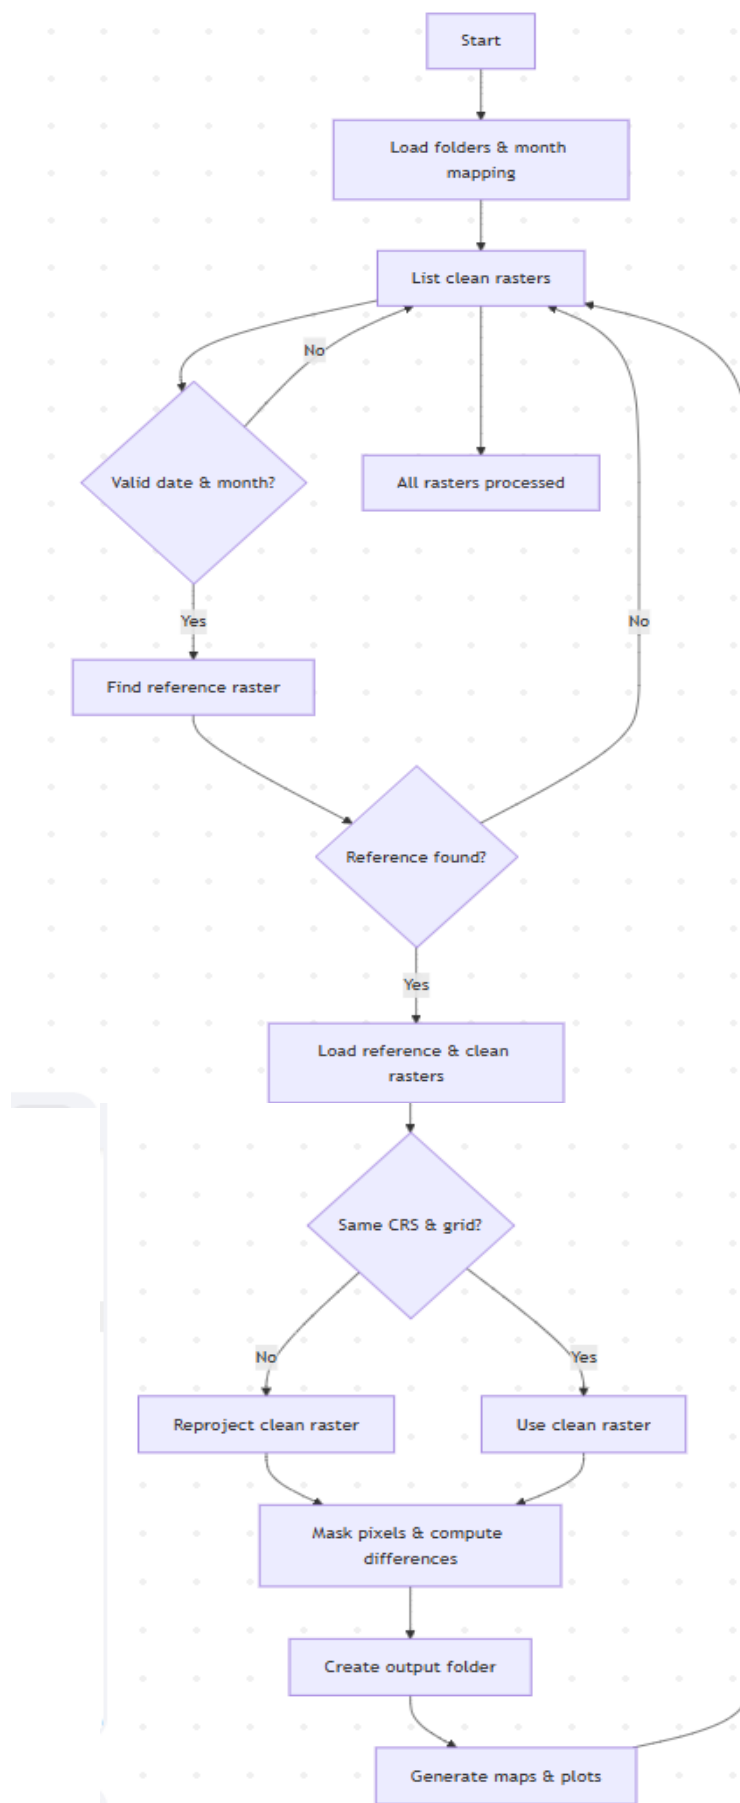 Start
Load folders & month
mapping
List clean rasters
No
Valid date & month?
All rasters processed
Yes
No
Find reference raster
Reference found?
Yes
Load reference & clean
rasters
Same CRS & grid?
No
Yes
Reproject clean raster
Use clean raster
Mask pixels & compute
differences
Create output folder
Generate maps & plots